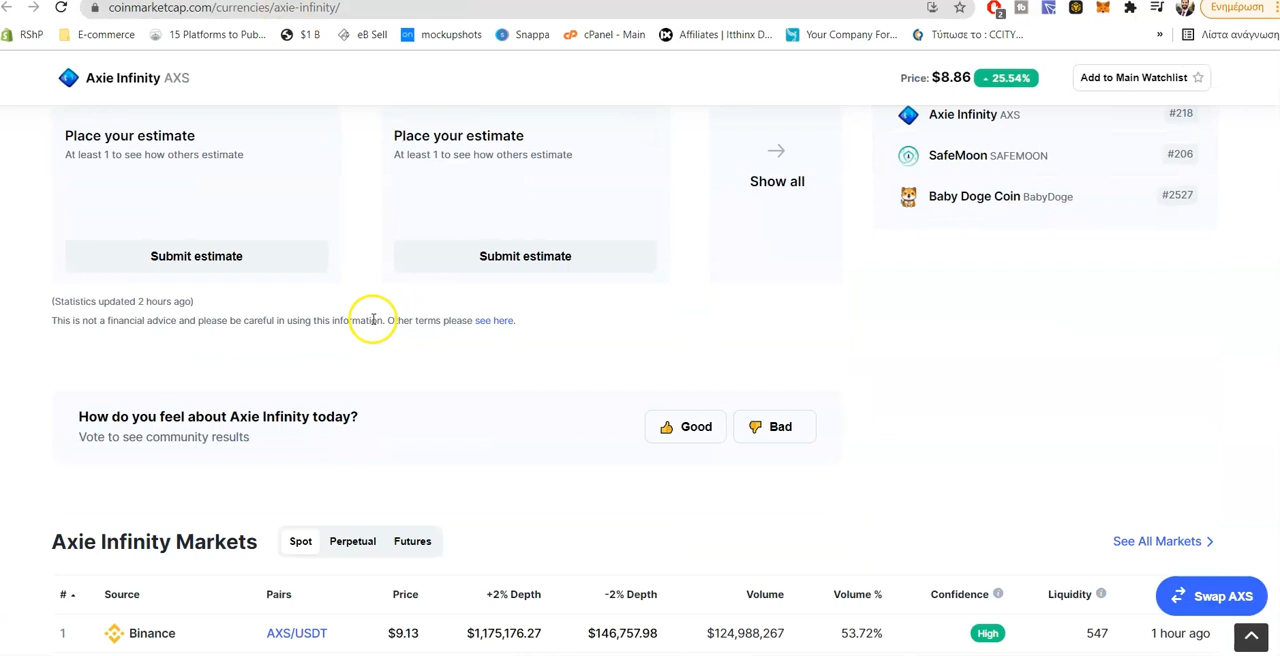 coinmarketcap.com/currencies/axie-infinity/
2
Ενημέρωση
RShP E-commerce 15 Platforms to Pub... $1 B eB Sell on mockupshots S Snappa cP cPanel - Main Affiliates | Itthinx D... Your Company For... Τύπωσε το : CCITY... » Λίστα ανάγνωση
Axie Infinity AXS Price: $8.86 25.54% Add to Main Watchlist
Axie Infinity AXS #218
Place your estimate Place your estimate
At least 1 to see how others estimate At least 1 to see how others estimate
SafeMoon SAFEMOON #206
Show all
Baby Doge Coin BabyDoge #2527
Submit estimate Submit estimate
(Statistics updated 2 hours ago)
This is not a financial advice and please be careful in using this information. Other terms please see here.
How do you feel about Axie Infinity today?
Vote to see community results
Good Bad
Axie Infinity Markets Spot Perpetual Futures See All Markets
# Source Pairs Price +2% Depth -2% Depth Volume Volume % Confidence Liquidity
Swap AXS
1 Binance AXS/USDT $9.13 $1,175,176.27 $146,757.98 $124,988,267 53.72% High 547 1 hour ago